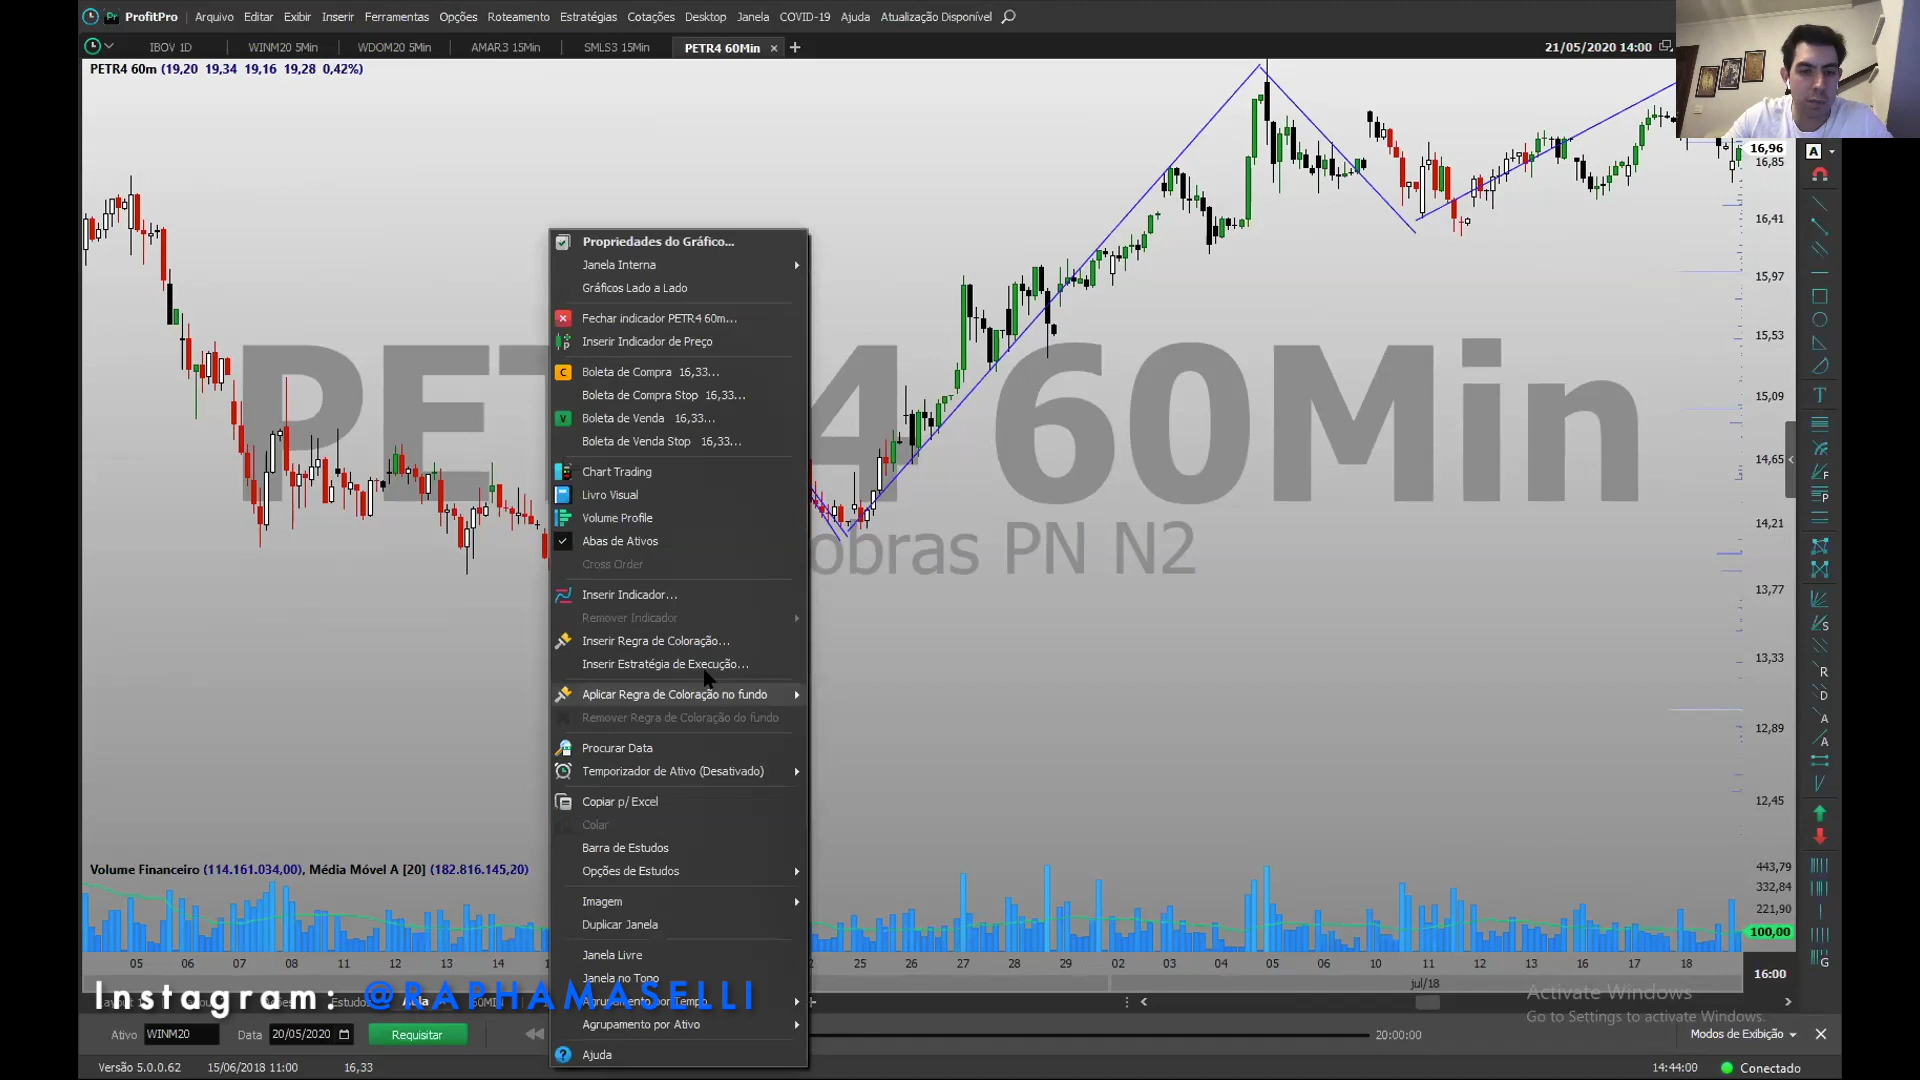 ProfitPro Arquivo Editar Exibir Inserir Ferramentas Opções Roteamento Estratégias Cotações Desktop Janela COVID-19 Ajuda Atualização Disponível
IBOV 1D WINM20 5Min WDOM20 5Min AMAR3 15Min SMLS3 15Min PETR4 60Min × + 21/05/2020 14:00
PETR4 60m (19,20 19,34 19,16 19,28 0,42%)
16,96
16,85
16,41
15,97
15,53
15,09
14,65
14,21
13,77
13,33
12,89
12,45
60Min
PN N2
Propriedades do Gráfico...
Janela Interna
Gráficos Lado a Lado
Fechar indicador PETR4 60m...
Inserir Indicador de Preço
C Boleta de Compra 16,33...
Boleta de Compra Stop 16,33...
V Boleta de Venda 16,33...
Boleta de Venda Stop 16,33...
Chart Trading
Livro Visual
Volume Profile
Abas de Ativos
Cross Order
Inserir Indicador...
Remover Indicador
Inserir Regra de Coloração...
Inserir Estratégia de Execução...
Aplicar Regra de Coloração no fundo
Remover Regra de Coloração do fundo
Procurar Data
Temporizador de Ativo (Desativado)
Copiar p/ Excel
Colar
Barra de Estudos
Opções de Estudos
Imagem
Duplicar Janela
Janela Livre
Janela no Topo
Agrupamento por Tempo
Agrupamento por Ativo
Ajuda
Volume Financeiro (114.161.034,00), Média Móvel A [20] (182.816.145,20)
443,79
332,84
221,90
100,00
05 06 07 08 11 12 13 14 25 26 27 28 29 02 03 04 05 06 10 11 12 13 16 17 18
jul/18
16:00
Instagram: @RAPHAMASELLI
Activate Windows
Go to Settings to activate Windows.
Ativo WINM20 Data 20/05/2020 Requisitar 20:00:00 Modos de Exibição
Versão 5.0.0.62 15/06/2018 11:00 16,33 14:44:00 Conectado